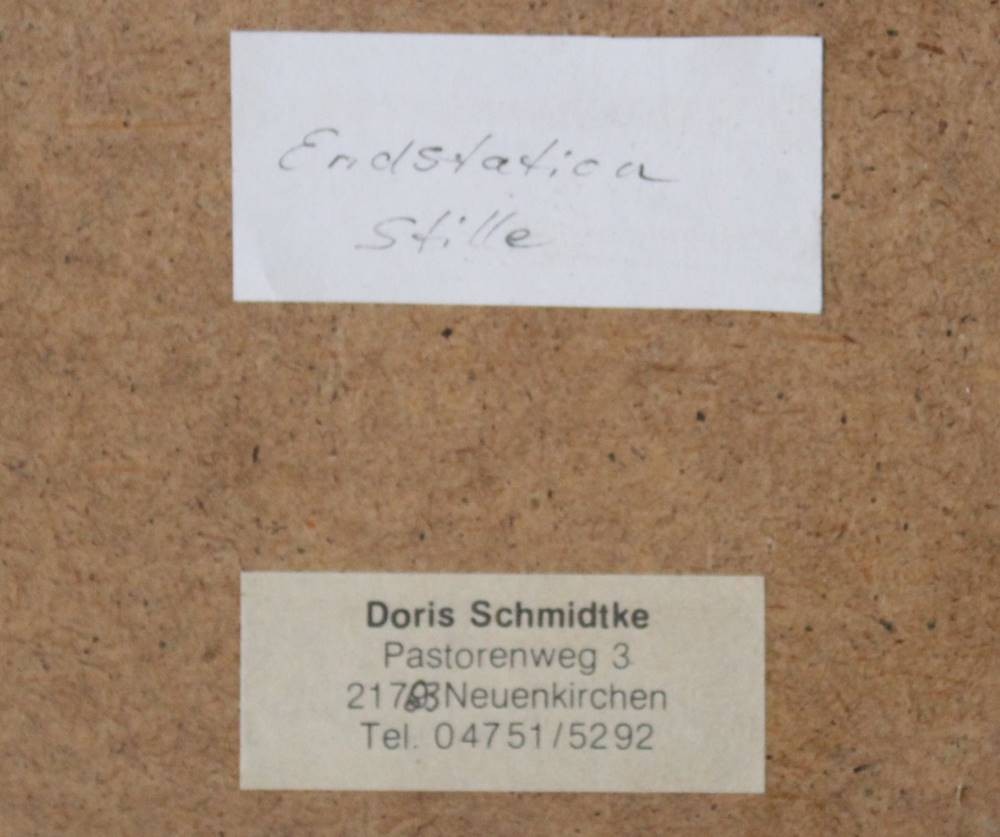 Endstation
Stille
Doris Schmidtke
Pastorenweg 3
Neuenkirchen
Tel. 04751/5292